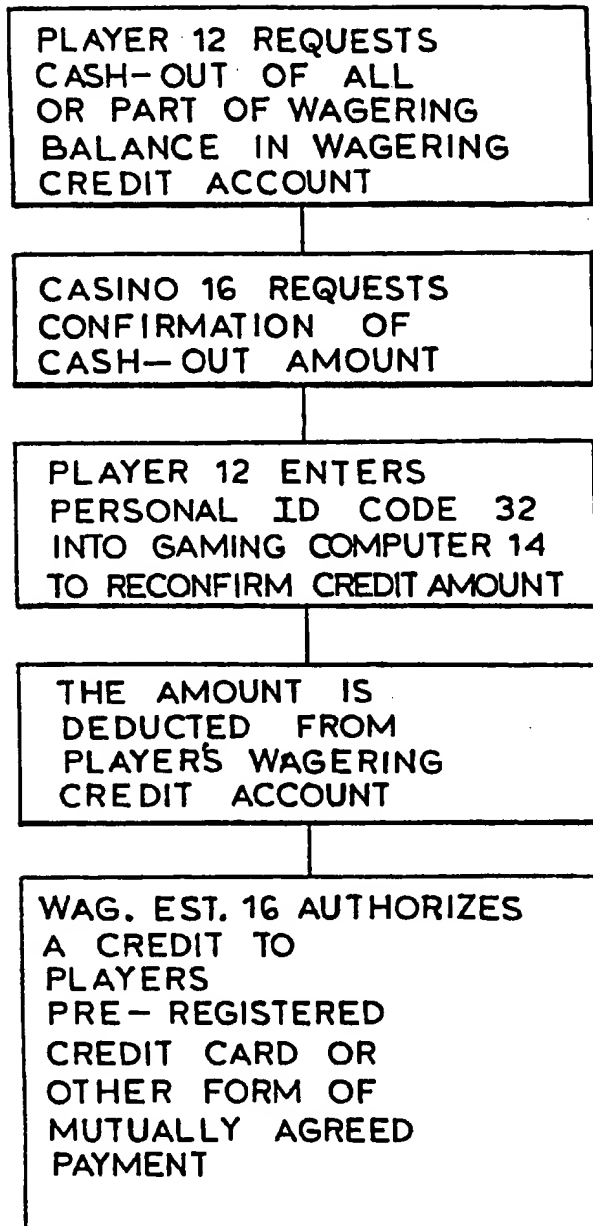 PLAYER 12 REQUESTS
CASH-OUT OF ALL
OR PART OF WAGERING
BALANCE IN WAGERING
CREDIT ACCOUNT
CASINO 16 REQUESTS
CONFIRMATION OF
CASH-OUT AMOUNT
PLAYER 12 ENTERS
PERSONAL ID CODE 32
INTO GAMING COMPUTER 14
TO RECONFIRM CREDIT AMOUNT
THE AMOUNT IS
DEDUCTED FROM
PLAYER'S WAGERING
CREDIT ACCOUNT
WAG. EST. 16 AUTHORIZES
A CREDIT TO
PLAYERS
PRE-REGISTERED
CREDIT CARD OR
OTHER FORM OF
MUTUALLY AGREED
PAYMENT